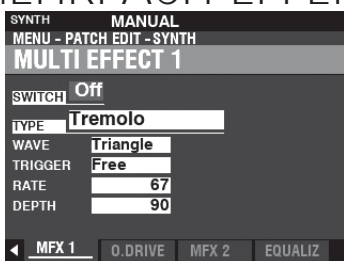 SYNTH MANUAL
MENU - PATCH EDIT - SYNTH
MULTI EFFECT 1
SWITCH Off
TYPE Tremolo
WAVE Triangle
TRIGGER Free
RATE 67
DEPTH 90
MFX 1 O.DRIVE MFX 2 EQUALIZ